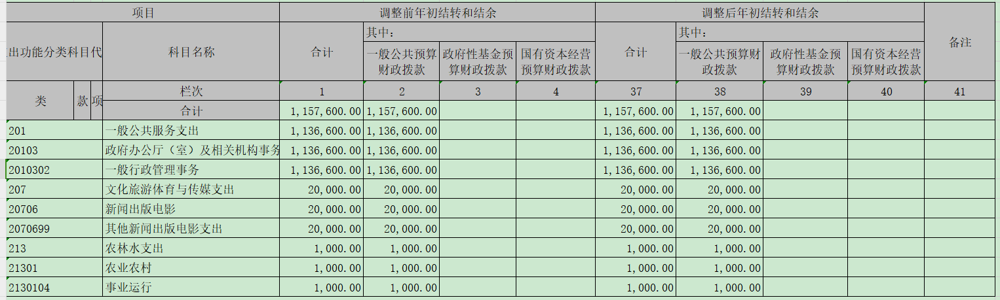 项目 调整前年初结转和结余 调整后年初结转和结余 备注
出功能分类科目代 科目名称 合计 其中: 合计 其中:
一般公共预算财政拨款 政府性基金预算财政拨款 国有资本经营预算财政拨款 一般公共预算财政拨款 政府性基金预算财政拨款 国有资本经营预算财政拨款
类 款 项 栏次 1 2 3 4 37 38 39 40 41
合计 1,157,600.00 1,157,600.00 1,157,600.00 1,157,600.00
201 一般公共服务支出 1,136,600.00 1,136,600.00 1,136,600.00 1,136,600.00
20103 政府办公厅（室）及相关机构事务 1,136,600.00 1,136,600.00 1,136,600.00 1,136,600.00
2010302 一般行政管理事务 1,136,600.00 1,136,600.00 1,136,600.00 1,136,600.00
207 文化旅游体育与传媒支出 20,000.00 20,000.00 20,000.00 20,000.00
20706 新闻出版电影 20,000.00 20,000.00 20,000.00 20,000.00
2070699 其他新闻出版电影支出 20,000.00 20,000.00 20,000.00 20,000.00
213 农林水支出 1,000.00 1,000.00 1,000.00 1,000.00
21301 农业农村 1,000.00 1,000.00 1,000.00 1,000.00
2130104 事业运行 1,000.00 1,000.00 1,000.00 1,000.00